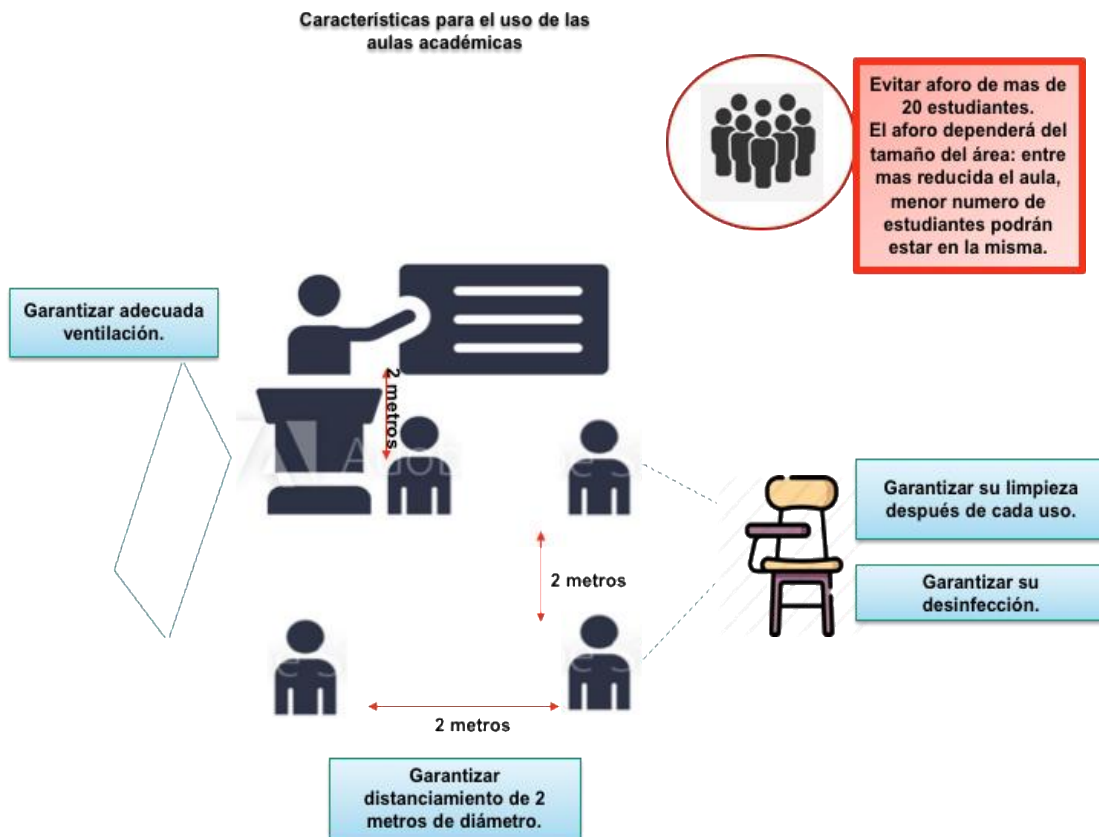 Características para el uso de las
aulas académicas
Evitar aforo de mas de
20 estudiantes.
El aforo dependerá del
tamaño del área: entre
mas reducida el aula,
menor numero de
estudiantes podrán
estar en la misma.
Garantizar adecuada
ventilación.
2 metros
Garantizar su limpieza
después de cada uso.
2 metros
Garantizar su
desinfección.
2 metros
Garantizar
distanciamiento de 2
metros de diámetro.